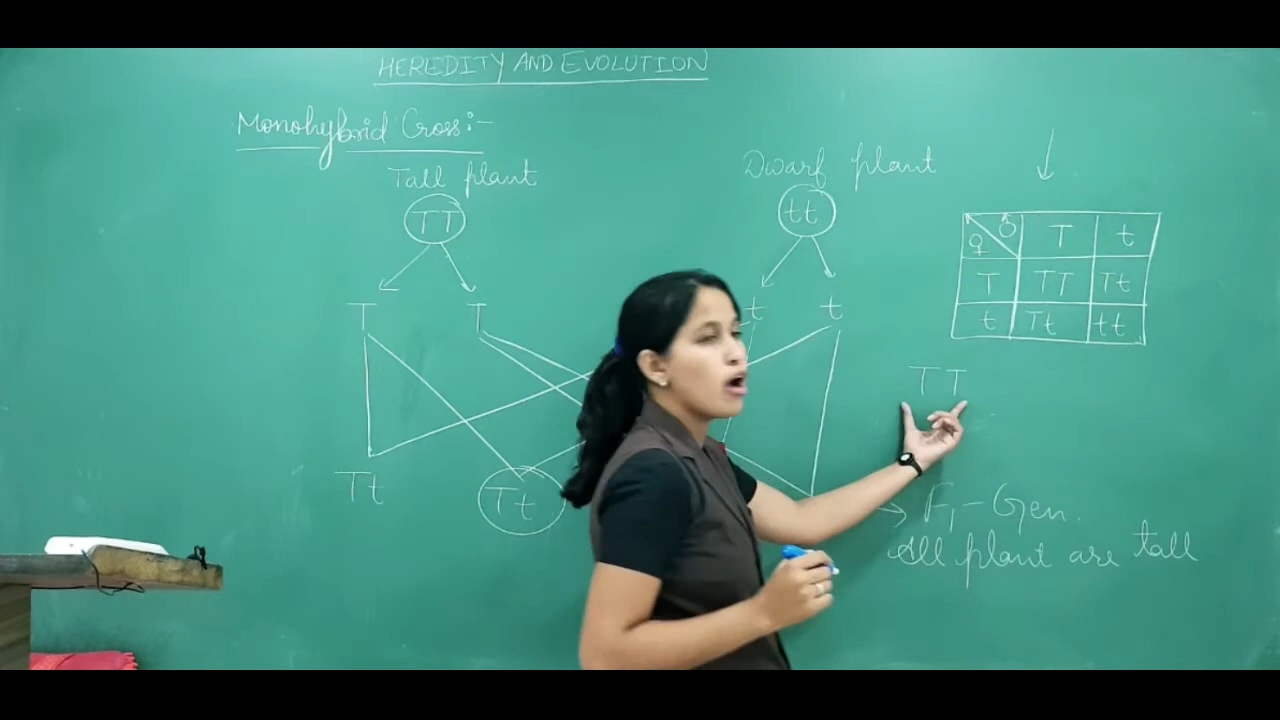 HEREDITY AND EVOLUTION
Monohybrid Cross:-
Tall plant
Dwarf plant
TT
tt
T T t t
♀ ♂ T t
T TT Tt
t Tt tt
TT
Tt Tt
→ F₁ - Gen.
All plant are tall